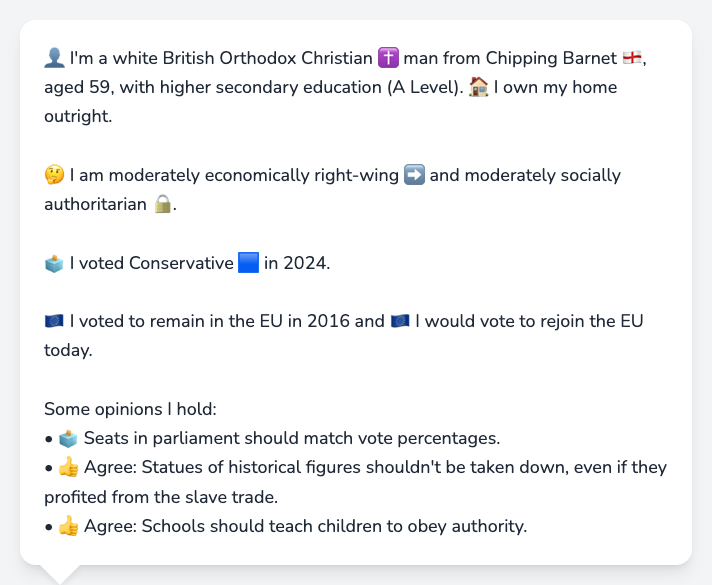 👤 I'm a white British Orthodox Christian ✝️ man from Chipping Barnet 🏴󠁧󠁢󠁥󠁮󠁧󠁿,
aged 59, with higher secondary education (A Level). 🏠 I own my home
outright.
🤔 I am moderately economically right-wing ➡️ and moderately socially
authoritarian 🔒.
🗳️ I voted Conservative 🟦 in 2024.
🇪🇺 I voted to remain in the EU in 2016 and 🇪🇺 I would vote to rejoin the EU
today.
Some opinions I hold:
• 🗳️ Seats in parliament should match vote percentages.
• 👍 Agree: Statues of historical figures shouldn't be taken down, even if they
profited from the slave trade.
• 👍 Agree: Schools should teach children to obey authority.